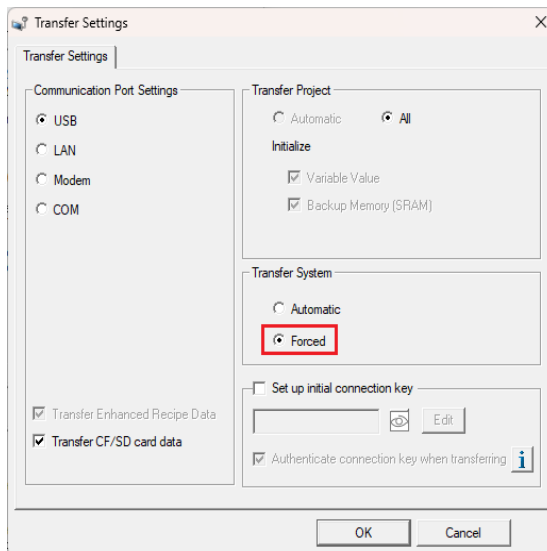 Transfer Settings
Transfer Settings
Communication Port Settings
USB
LAN
Modem
COM
Transfer Enhanced Recipe Data
Transfer CF/SD card data
Transfer Project
Automatic
All
Initialize
Variable Value
Backup Memory (SRAM)
Transfer System
Automatic
Forced
Set up initial connection key
Edit
Authenticate connection key when transferring
i
OK
Cancel